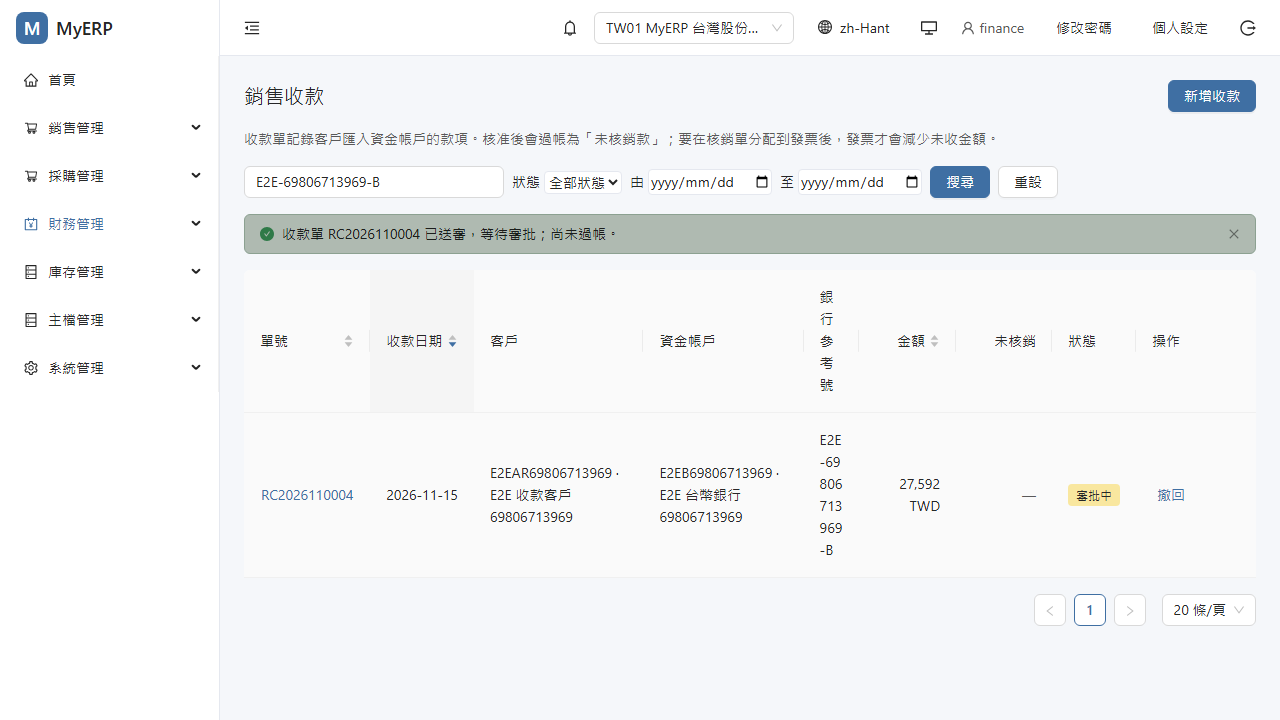 M MyERP
TW01 MyERP 台灣股份...
zh-Hant
finance
修改密碼
個人設定
首頁
銷售管理
採購管理
財務管理
庫存管理
主檔管理
系統管理
銷售收款
新增收款
收款單記錄客戶匯入資金帳戶的款項。核准後會過帳為「未核銷款」；要在核銷單分配到發票後，發票才會減少未收金額。
E2E-69806713969-B 狀態 全部狀態 由 yyyy/mm/dd 至 yyyy/mm/dd 搜尋 重設
收款單 RC2026110004 已送審，等待審批；尚未過帳。
單號 收款日期 客戶 資金帳戶
銀
行
參
考
號
金額 未核銷 狀態 操作
RC2026110004
2026-11-15
E2EAR69806713969 ·
E2E 收款客戶
69806713969
E2EB69806713969 ·
E2E 台幣銀行
69806713969
E2E
-69
806
713
969
-B
27,592
TWD
—
審批中
撤回
1
20 條/頁